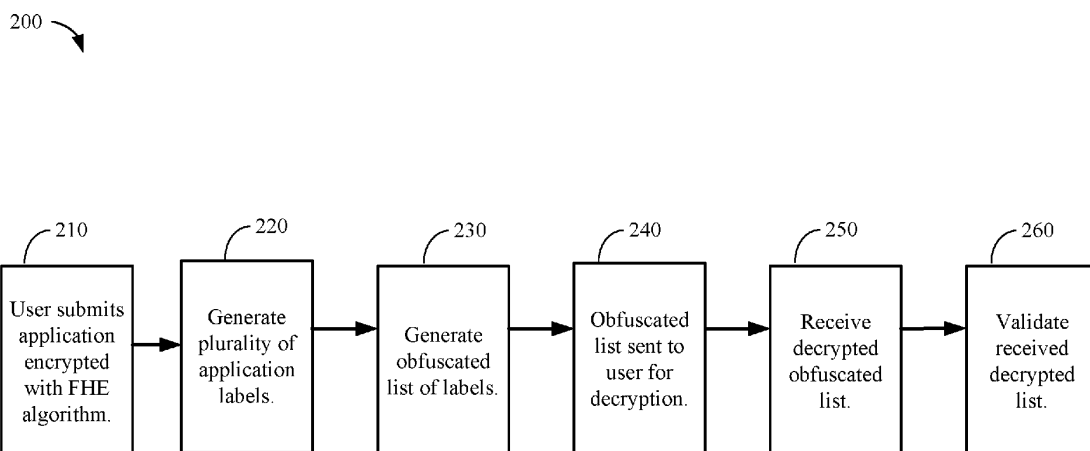 200
210
User submits
application
encrypted
with FHE
algorithm.
220
Generate
plurality of
application
labels.
230
Generate
obfuscated
list of labels.
240
Obfuscated
list sent to
user for
decryption.
250
Receive
decrypted
obfuscated
list.
260
Validate
received
decrypted
list.